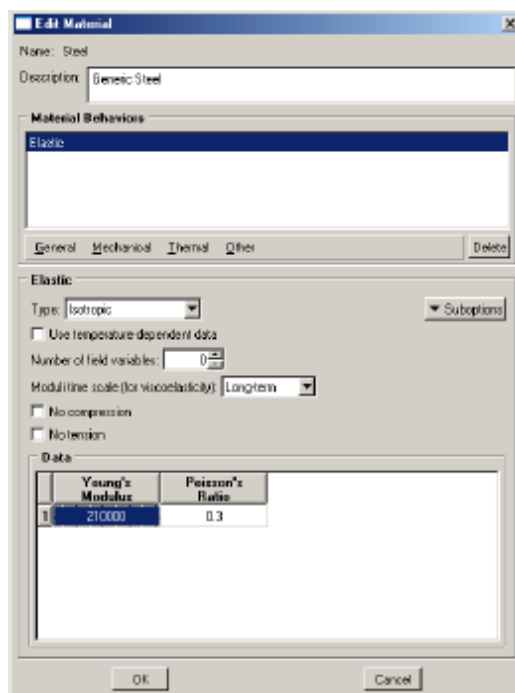 Edit Material
Name: Steel
Description: Generic Steel
Material Behaviors
Elastic
General Mechanical Thermal Other Delete
Elastic
Type: Isotropic Suboptions
Use temperature-dependent data
Number of field variables: 0
Moduli time scale (for viscoelasticity): Long-term
No compression
No tension
Data
Young's Modulus Poisson's Ratio
1 210000 0.3
OK Cancel